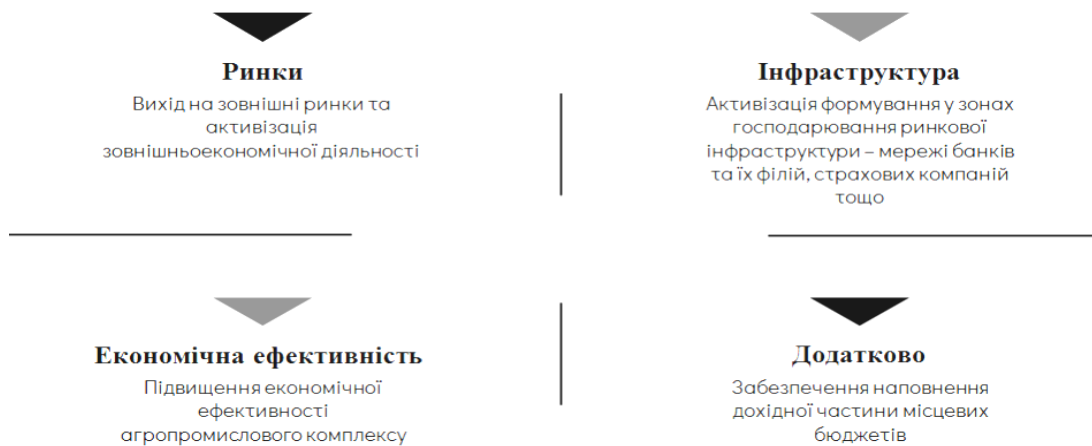 Ринки
Вихід на зовнішні ринки та
активізація
зовнішньоекономічної діяльності
Інфраструктура
Активізація формування у зонах
господарювання ринкової
інфраструктури – мережі банків
та їх філій, страхових компаній
тощо
Економічна ефективність
Підвищення економічної
ефективності
агропромислового комплексу
Додатково
Забезпечення наповнення
дохідної частини місцевих
бюджетів